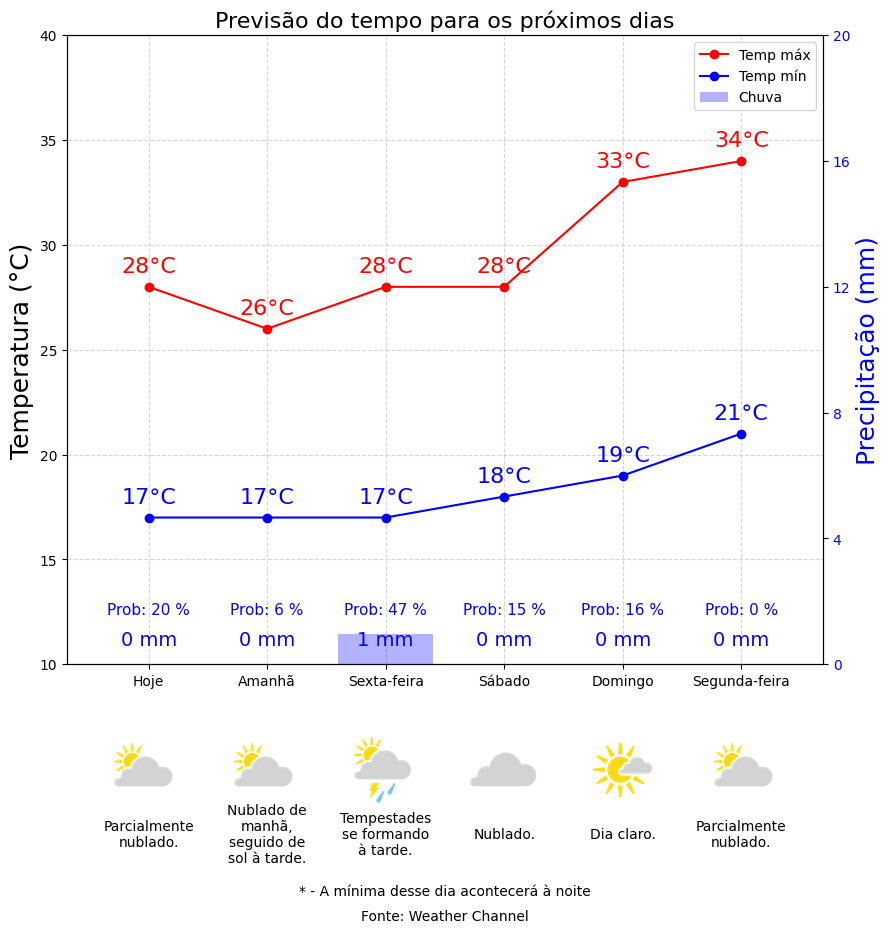 Previsão do tempo para os próximos dias
Temperatura (°C)
Precipitação (mm)
40
35
30
25
20
15
10
20
16
12
8
4
0
Temp máx
Temp mín
Chuva
28°C
26°C
28°C
28°C
33°C
34°C
17°C
17°C
17°C
18°C
19°C
21°C
Prob: 20 %
Prob: 6 %
Prob: 47 %
Prob: 15 %
Prob: 16 %
Prob: 0 %
0 mm
0 mm
1 mm
0 mm
0 mm
0 mm
Hoje
Amanhã
Sexta-feira
Sábado
Domingo
Segunda-feira
Parcialmente
nublado.
Nublado de
manhã,
seguido de
sol à tarde.
Tempestades
se formando
à tarde.
Nublado.
Dia claro.
Parcialmente
nublado.
* - A mínima desse dia acontecerá à noite
Fonte: Weather Channel